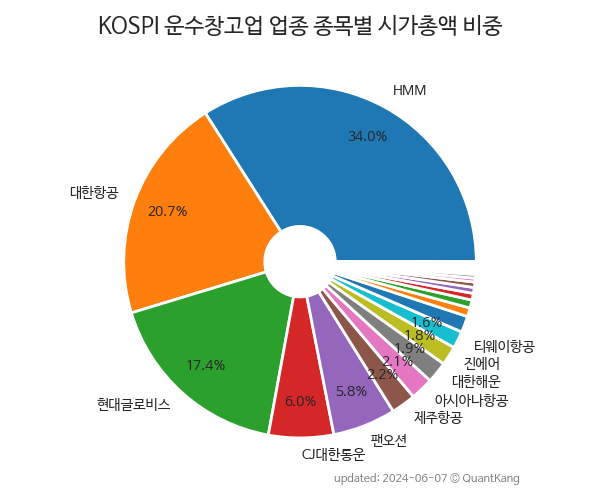 KOSPI 운수창고업 업종 종목별 시가총액 비중
HMM
34.0%
대한항공
20.7%
현대글로비스
17.4%
CJ대한통운
6.0%
팬오션
5.8%
제주항공
2.2%
아시아나항공
2.1%
대한해운
1.9%
진에어
1.8%
티웨이항공
1.6%
updated: 2024-06-07 ⓒ QuantKang